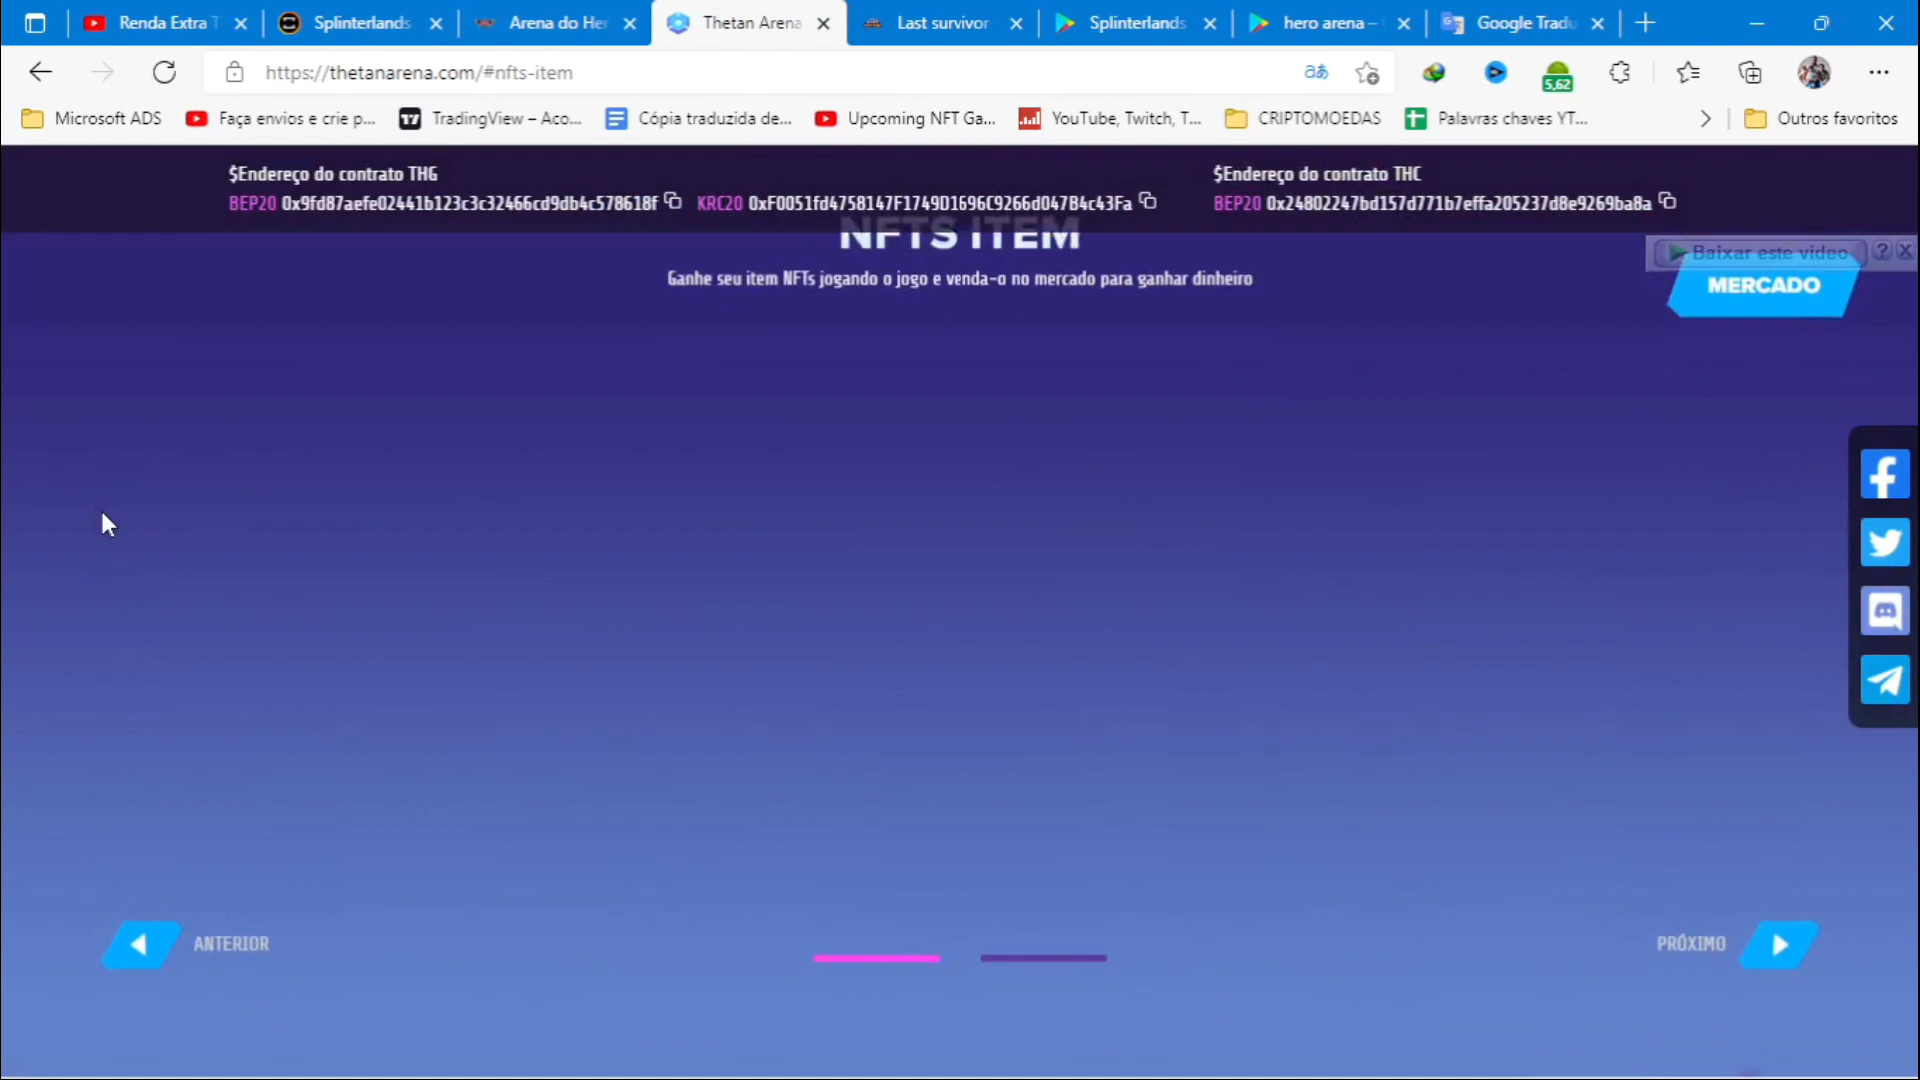 Renda Extra T
Splinterlands
Arena do Her
Thetan Arena
Last survivor
Splinterlands
hero arena –
Google Tradu
https://thetanarena.com/#nfts-item
5,62
Microsoft ADS
Faça envios e crie p...
TradingView – Aco...
Cópia traduzida de...
Upcoming NFT Ga...
YouTube, Twitch, T...
CRIPTOMOEDAS
Palavras chaves YT...
Outros favoritos
$Endereço do contrato THG
BEP20 0x9fd87aefe02441b123c3c32466cd9db4c578618f
KRC20 0xF0051fd4758147F1749D1696C9266d047B4c43Fa
$Endereço do contrato THC
BEP20 0x24802247bd157d771b7effa205237d8e9269ba8a
NFTS ITEM
Ganhe seu item NFTs jogando o jogo e venda-o no mercado para ganhar dinheiro
Baixar este vídeo ? X
MERCADO
ANTERIOR
PRÓXIMO